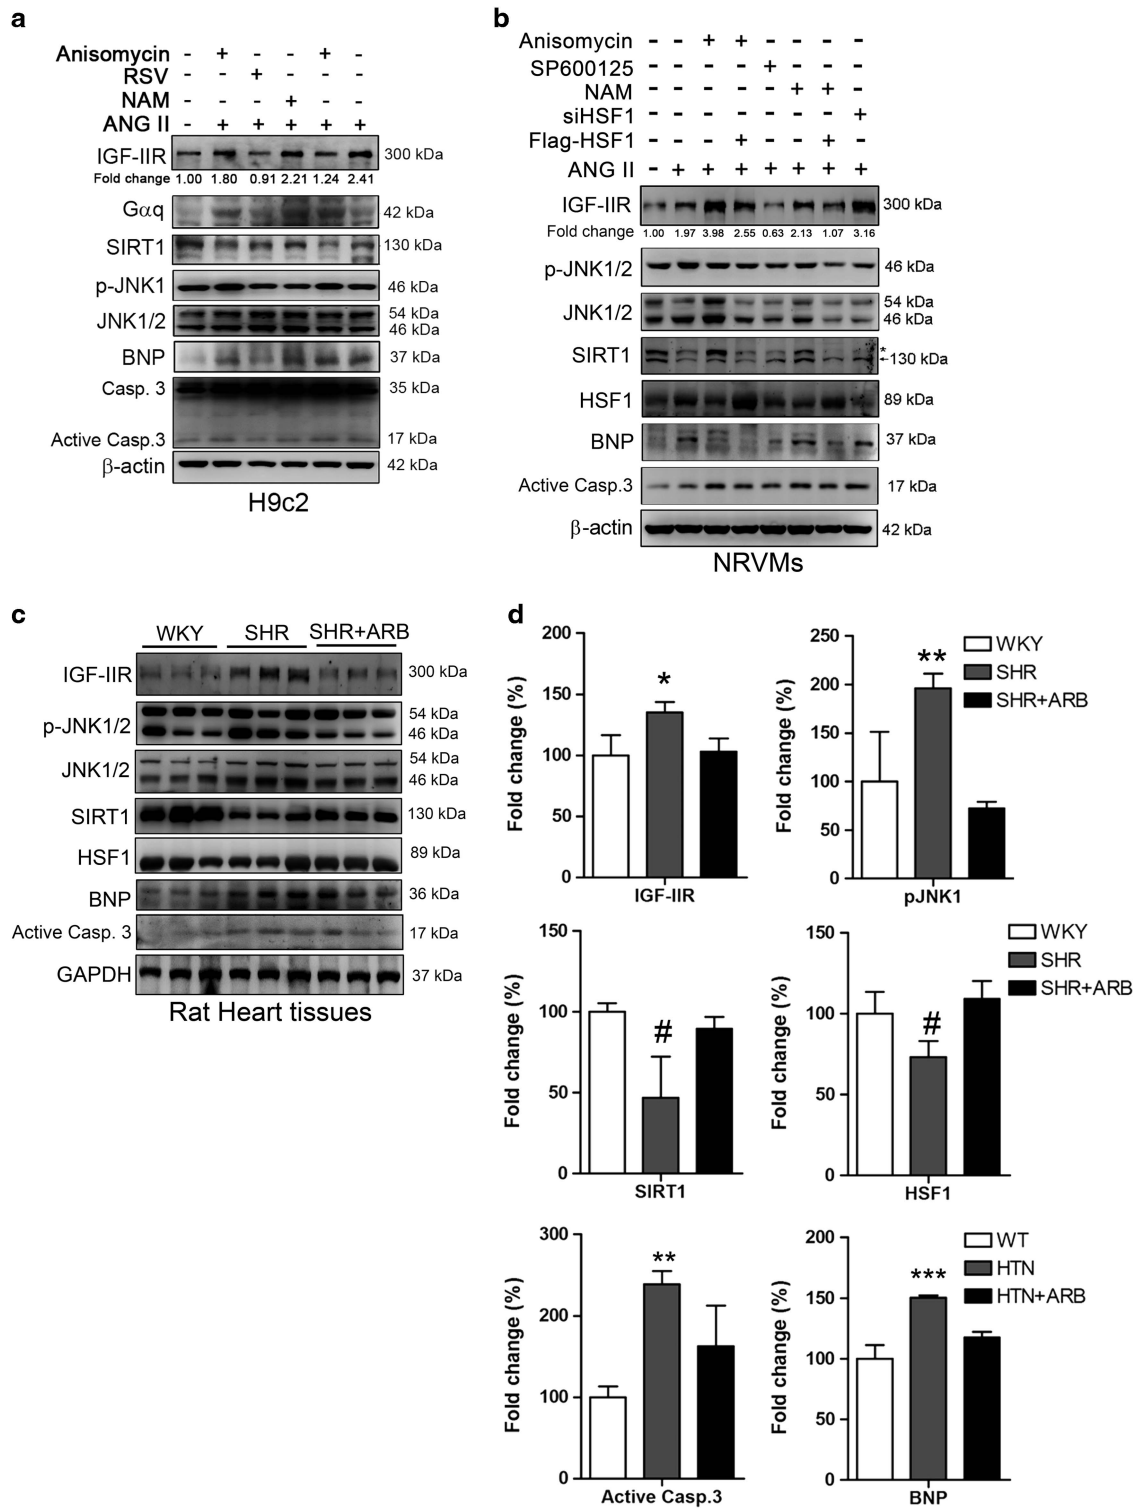 a
Anisomycin - + - - + -
RSV - - + - - -
NAM - - - + - -
ANG II - + + + + +
IGF-IIR 300 kDa
Fold change 1.00 1.80 0.91 2.21 1.24 2.41
Gαq 42 kDa
SIRT1 130 kDa
p-JNK1 46 kDa
JNK1/2 54 kDa
46 kDa
BNP 37 kDa
Casp. 3 35 kDa
Active Casp.3 17 kDa
β-actin 42 kDa
H9c2
b
Anisomycin - - + + - - - -
SP600125 - - - - + - - -
NAM - - - - - + + -
siHSF1 - - - - - - - +
Flag-HSF1 - - - + - - + -
ANG II - + + + + + + +
IGF-IIR 300 kDa
Fold change 1.00 1.97 3.98 2.55 0.63 2.13 1.07 3.16
p-JNK1/2 46 kDa
JNK1/2 54 kDa
46 kDa
SIRT1 *
←130 kDa
HSF1 89 kDa
BNP 37 kDa
Active Casp.3 17 kDa
β-actin 42 kDa
NRVMs
c
WKY SHR SHR+ARB
IGF-IIR 300 kDa
p-JNK1/2 54 kDa
46 kDa
JNK1/2 54 kDa
46 kDa
SIRT1 130 kDa
HSF1 89 kDa
BNP 36 kDa
Active Casp. 3 17 kDa
GAPDH 37 kDa
Rat Heart tissues
d
Fold change (%)
200
150
100
50
0
*
IGF-IIR
Fold change (%)
250
200
150
100
50
0
**
pJNK1
WKY
SHR
SHR+ARB
Fold change (%)
150
100
50
0
#
SIRT1
Fold change (%)
150
100
50
0
#
HSF1
WKY
SHR
SHR+ARB
Fold change (%)
300
200
100
0
**
Active Casp.3
Fold change (%)
200
150
100
50
0
***
BNP
WT
HTN
HTN+ARB